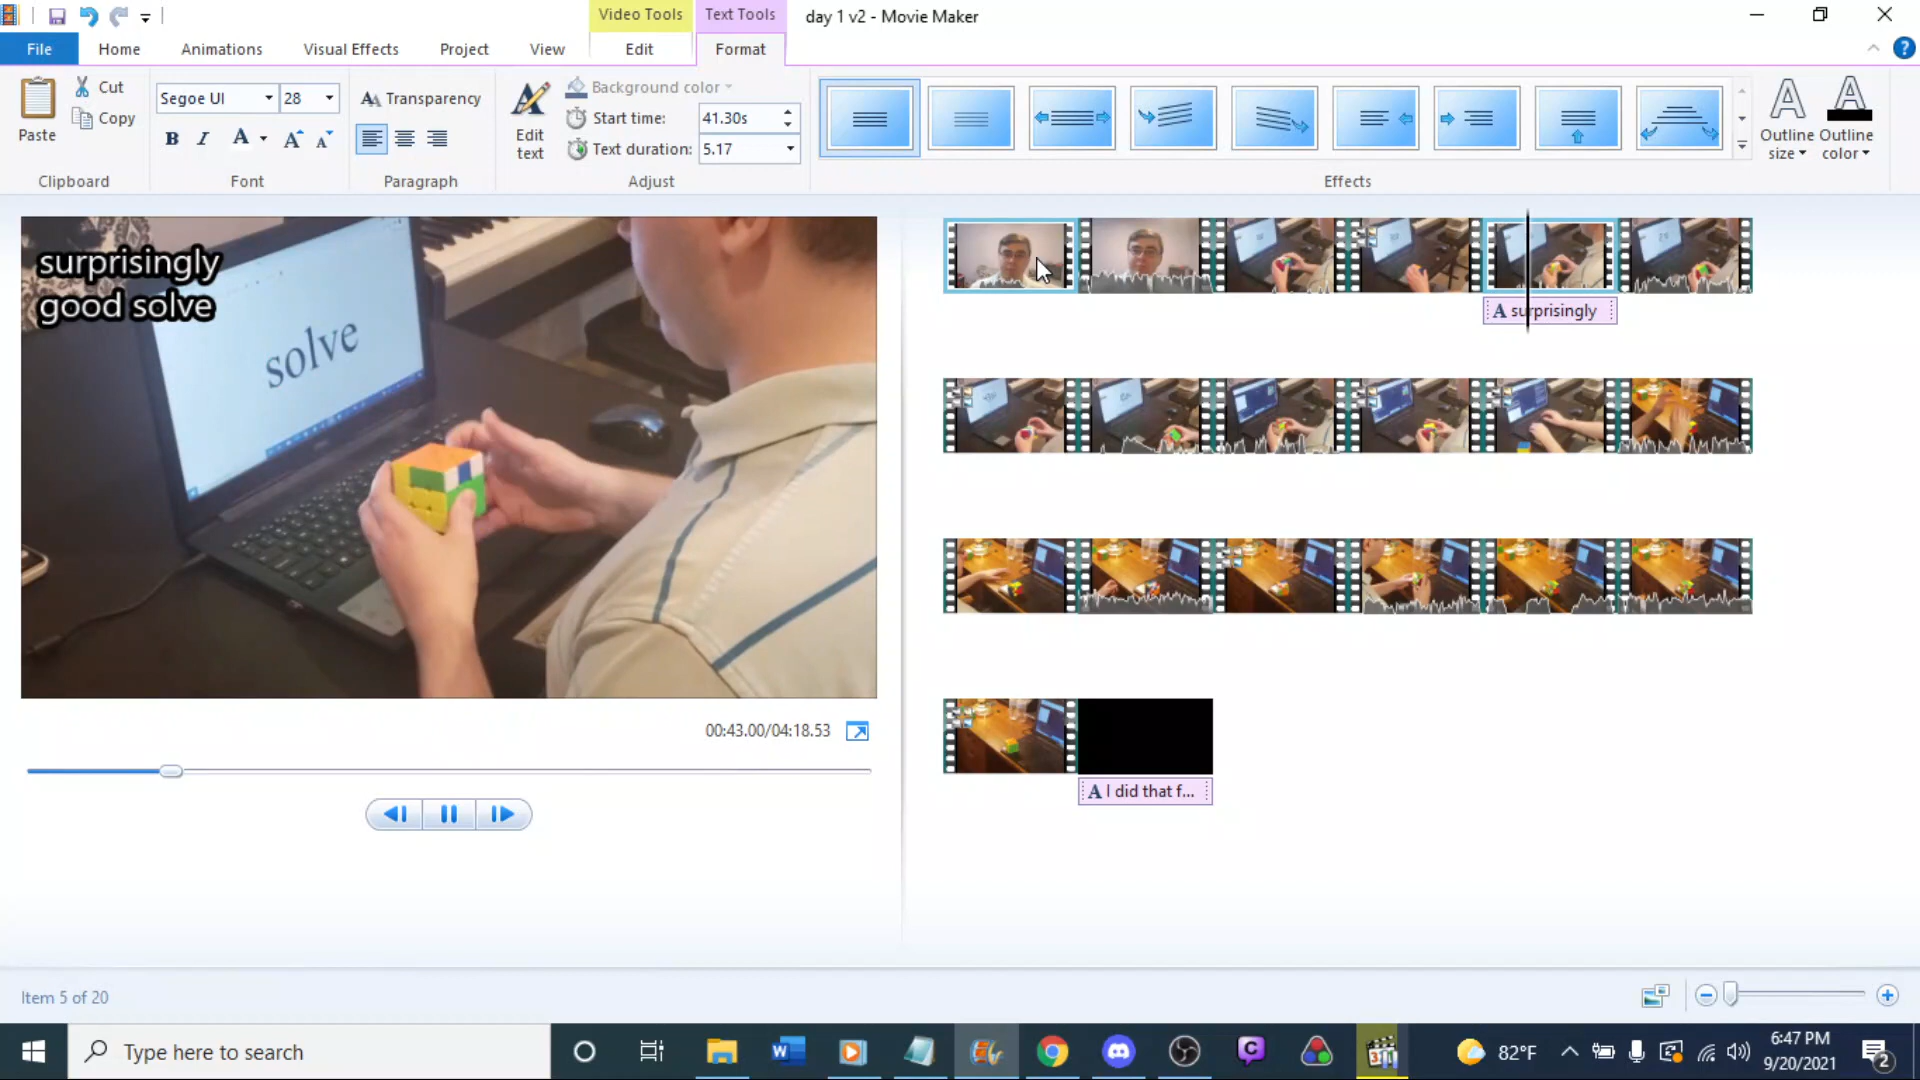 Video Tools
Text Tools
day 1 v2 - Movie Maker
File
Home
Animations
Visual Effects
Project
View
Edit
Format
Paste
Cut
Copy
Clipboard
Segoe UI
28
B I A A A
Font
AA Transparency
Paragraph
Edit
text
Background color
Start time: 41.30s
Text duration: 5.17
Adjust
Effects
Outline
size
Outline
color
surprisingly
good solve
solve
A surprisingly
A I did that f...
00:43.00/04:18.53
Item 5 of 20
Type here to search
82°F
6:47 PM
9/20/2021
2